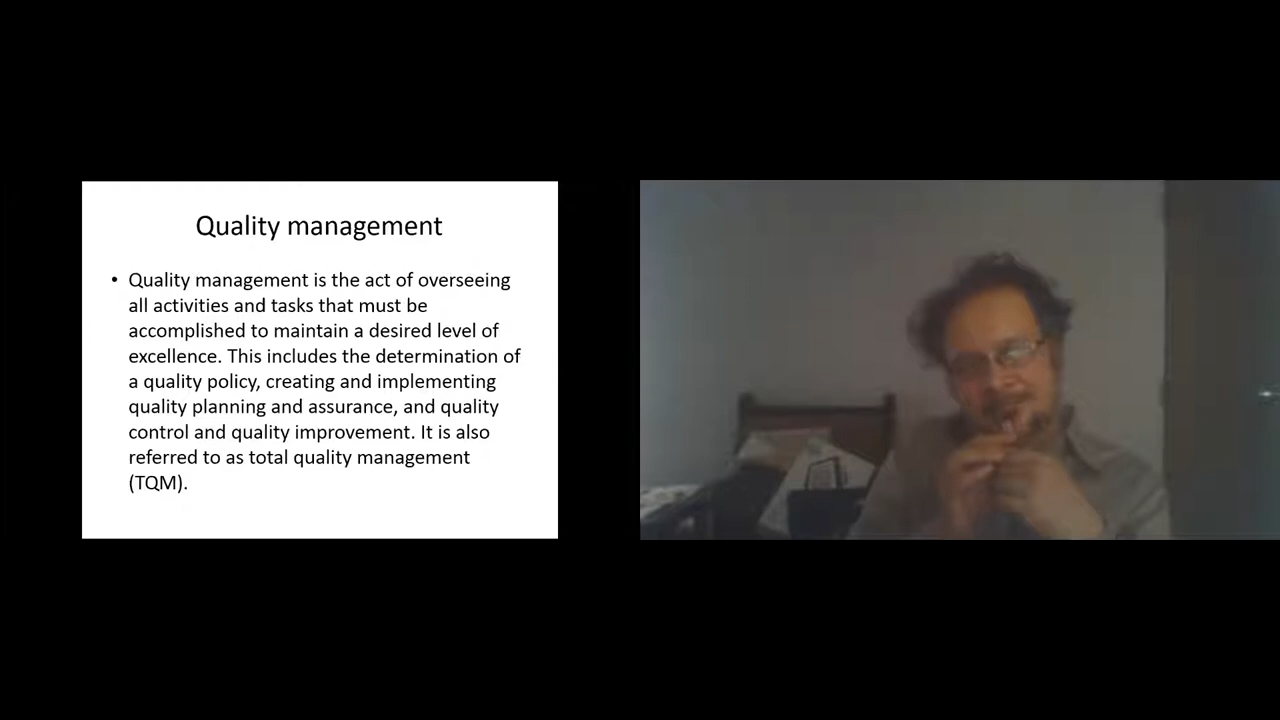 Quality management
• Quality management is the act of overseeing
all activities and tasks that must be
accomplished to maintain a desired level of
excellence. This includes the determination of
a quality policy, creating and implementing
quality planning and assurance, and quality
control and quality improvement. It is also
referred to as total quality management
(TQM).